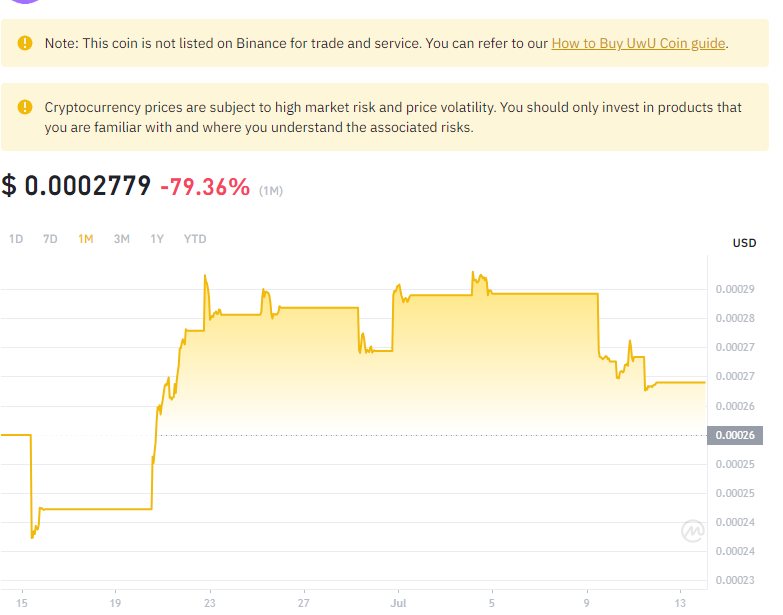 Note: This coin is not listed on Binance for trade and service. You can refer to our How to Buy UwU Coin guide.
Cryptocurrency prices are subject to high market risk and price volatility. You should only invest in products that
you are familiar with and where you understand the associated risks.
$ 0.0002779 -79.36% (1M)
1D 7D 1M 3M 1Y YTD
USD
0.00029
0.00028
0.00027
0.00027
0.00026
0.00026
0.00025
0.00025
0.00024
0.00024
0.00023
15 19 23 27 Jul 5 9 13